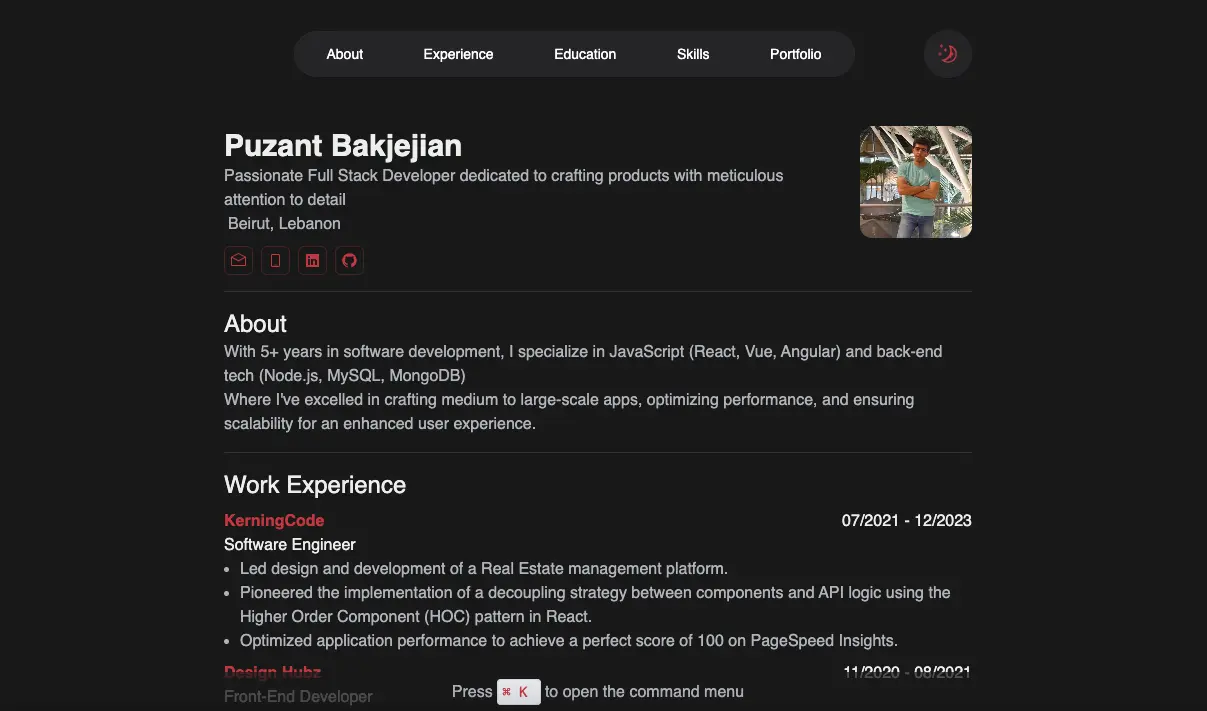 About Experience Education Skills Portfolio
Puzant Bakjejian
Passionate Full Stack Developer dedicated to crafting products with meticulous
attention to detail
Beirut, Lebanon
About
With 5+ years in software development, I specialize in JavaScript (React, Vue, Angular) and back-end
tech (Node.js, MySQL, MongoDB)
Where I've excelled in crafting medium to large-scale apps, optimizing performance, and ensuring
scalability for an enhanced user experience.
Work Experience
KerningCode 07/2021 - 12/2023
Software Engineer
• Led design and development of a Real Estate management platform.
• Pioneered the implementation of a decoupling strategy between components and API logic using the
Higher Order Component (HOC) pattern in React.
• Optimized application performance to achieve a perfect score of 100 on PageSpeed Insights.
Design Hubz 11/2020 - 08/2021
Front-End Developer
Press ⌘ K to open the command menu